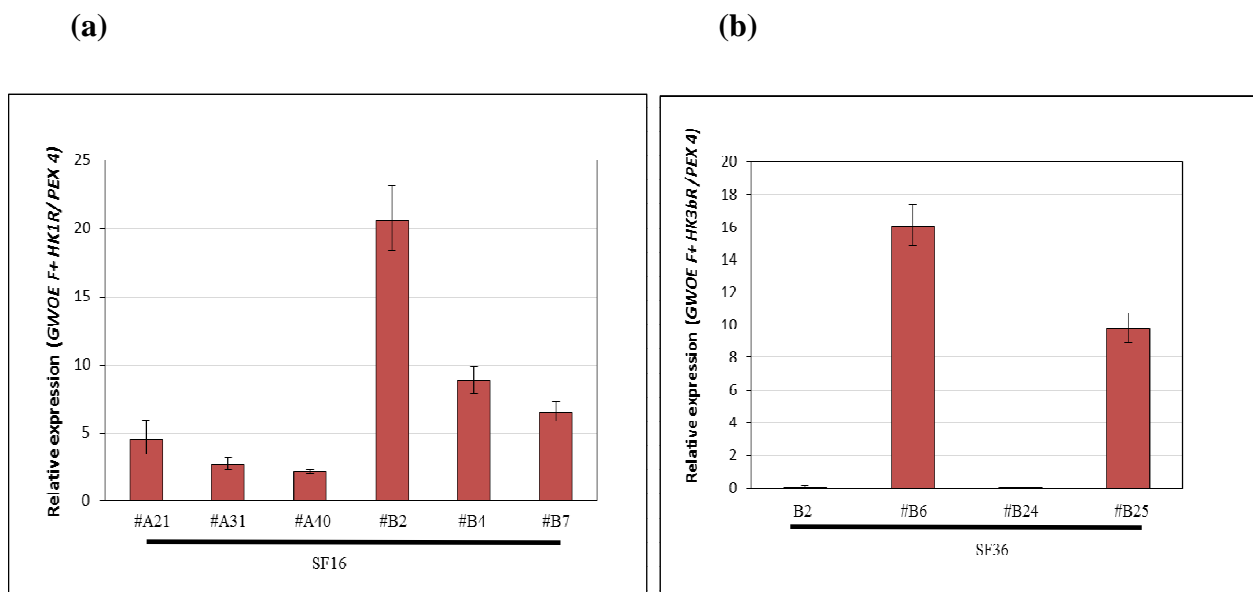 (a)
(b)
Relative expression (GWOE F+ HK1R/ PEX 4)
25
20
15
10
5
0
#A21 #A31 #A40 #B2 #B4 #B7
SF16
Relative expression (GWOE F+ HK3bR /PEX 4)
20
18
16
14
12
10
8
6
4
2
0
B2 #B6 #B24 #B25
SF36